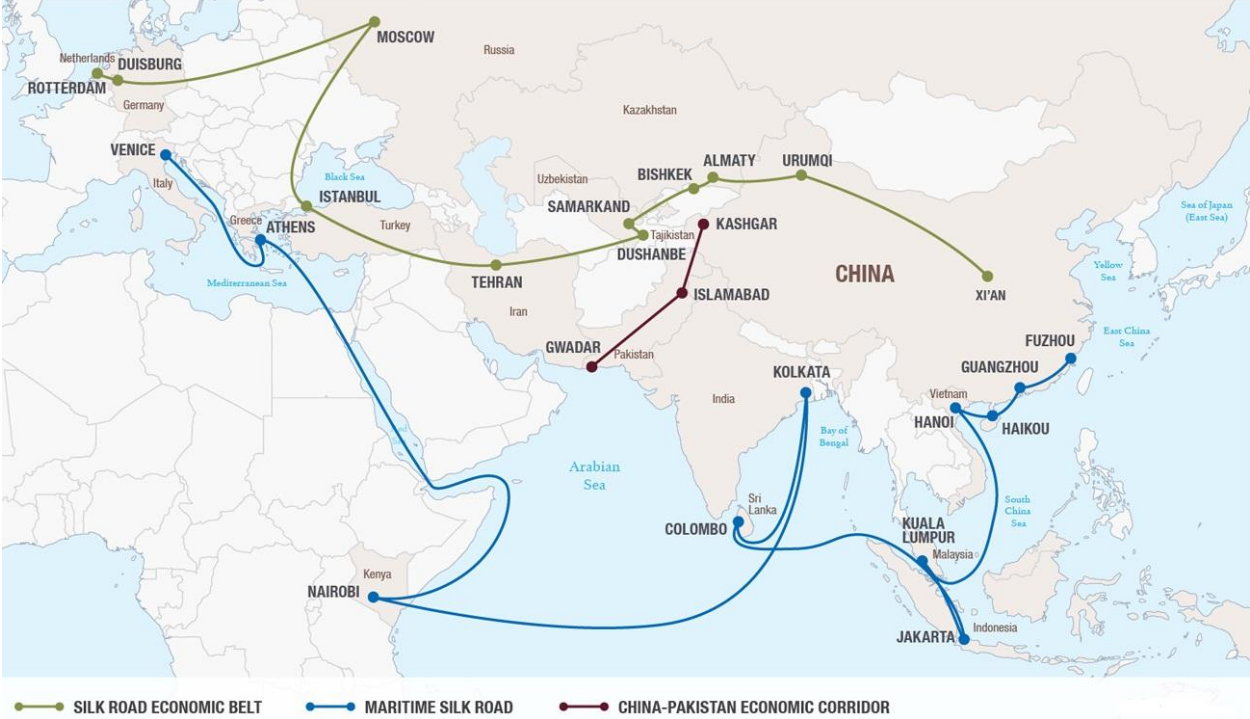 MOSCOW
Russia
Netherlands
DUISBURG
ROTTERDAM
Germany
Kazakhstan
VENICE
ALMATY
URUMQI
BISHKEK
Black Sea
Uzbekistan
Italy
ISTANBUL
SAMARKAND
Sea of Japan
(East Sea)
Greece
ATHENS
Turkey
Tajikistan
KASHGAR
DUSHANBE
CHINA
Yellow
Sea
Mediterranean Sea
TEHRAN
ISLAMABAD
XI'AN
Iran
East China
Sea
GWADAR
Pakistan
FUZHOU
GUANGZHOU
KOLKATA
India
Vietnam
HANOI
HAIKOU
Bay of
Bengal
Arabian
Sea
Sri
Lanka
COLOMBO
South
China
Sea
KUALA
LUMPUR
Malaysia
Kenya
NAIROBI
JAKARTA
Indonesia
SILK ROAD ECONOMIC BELT
MARITIME SILK ROAD
CHINA-PAKISTAN ECONOMIC CORRIDOR